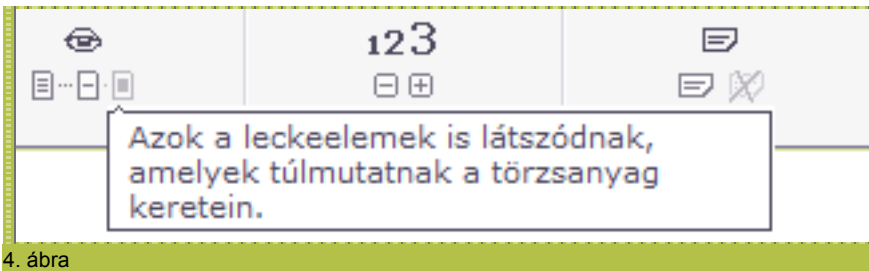 123
Azok a leckeelemek is látszódnak,
amelyek túlmutatnak a törzsanyag
keretein.
4. ábra